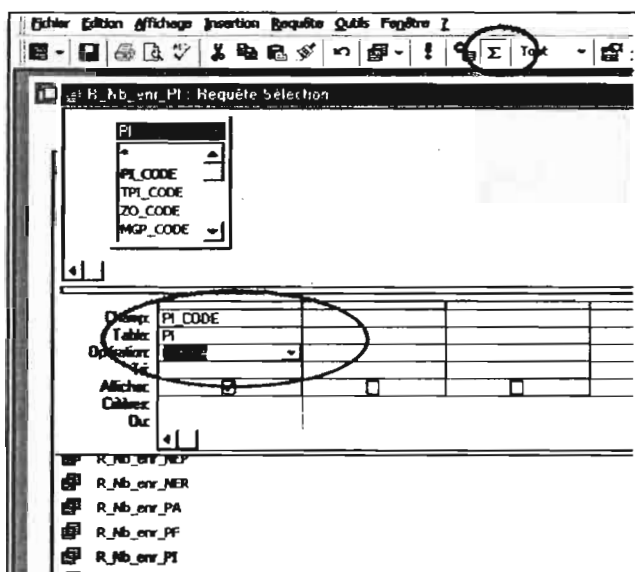 Fichier Edition Affichage Insertion Requête Outils Fenêtre ?
Σ Tout
R_Nb_enr_PI : Requête Sélection
PI
*
PI_CODE
TPI_CODE
ZO_CODE
MGP_CODE
Champ: PI_CODE
Table: PI
Opération:
Tri:
Afficher:
Critères:
Ou:
R_Nb_enr_NEP
R_Nb_enr_NER
R_Nb_enr_PA
R_Nb_enr_PF
R_Nb_enr_PI